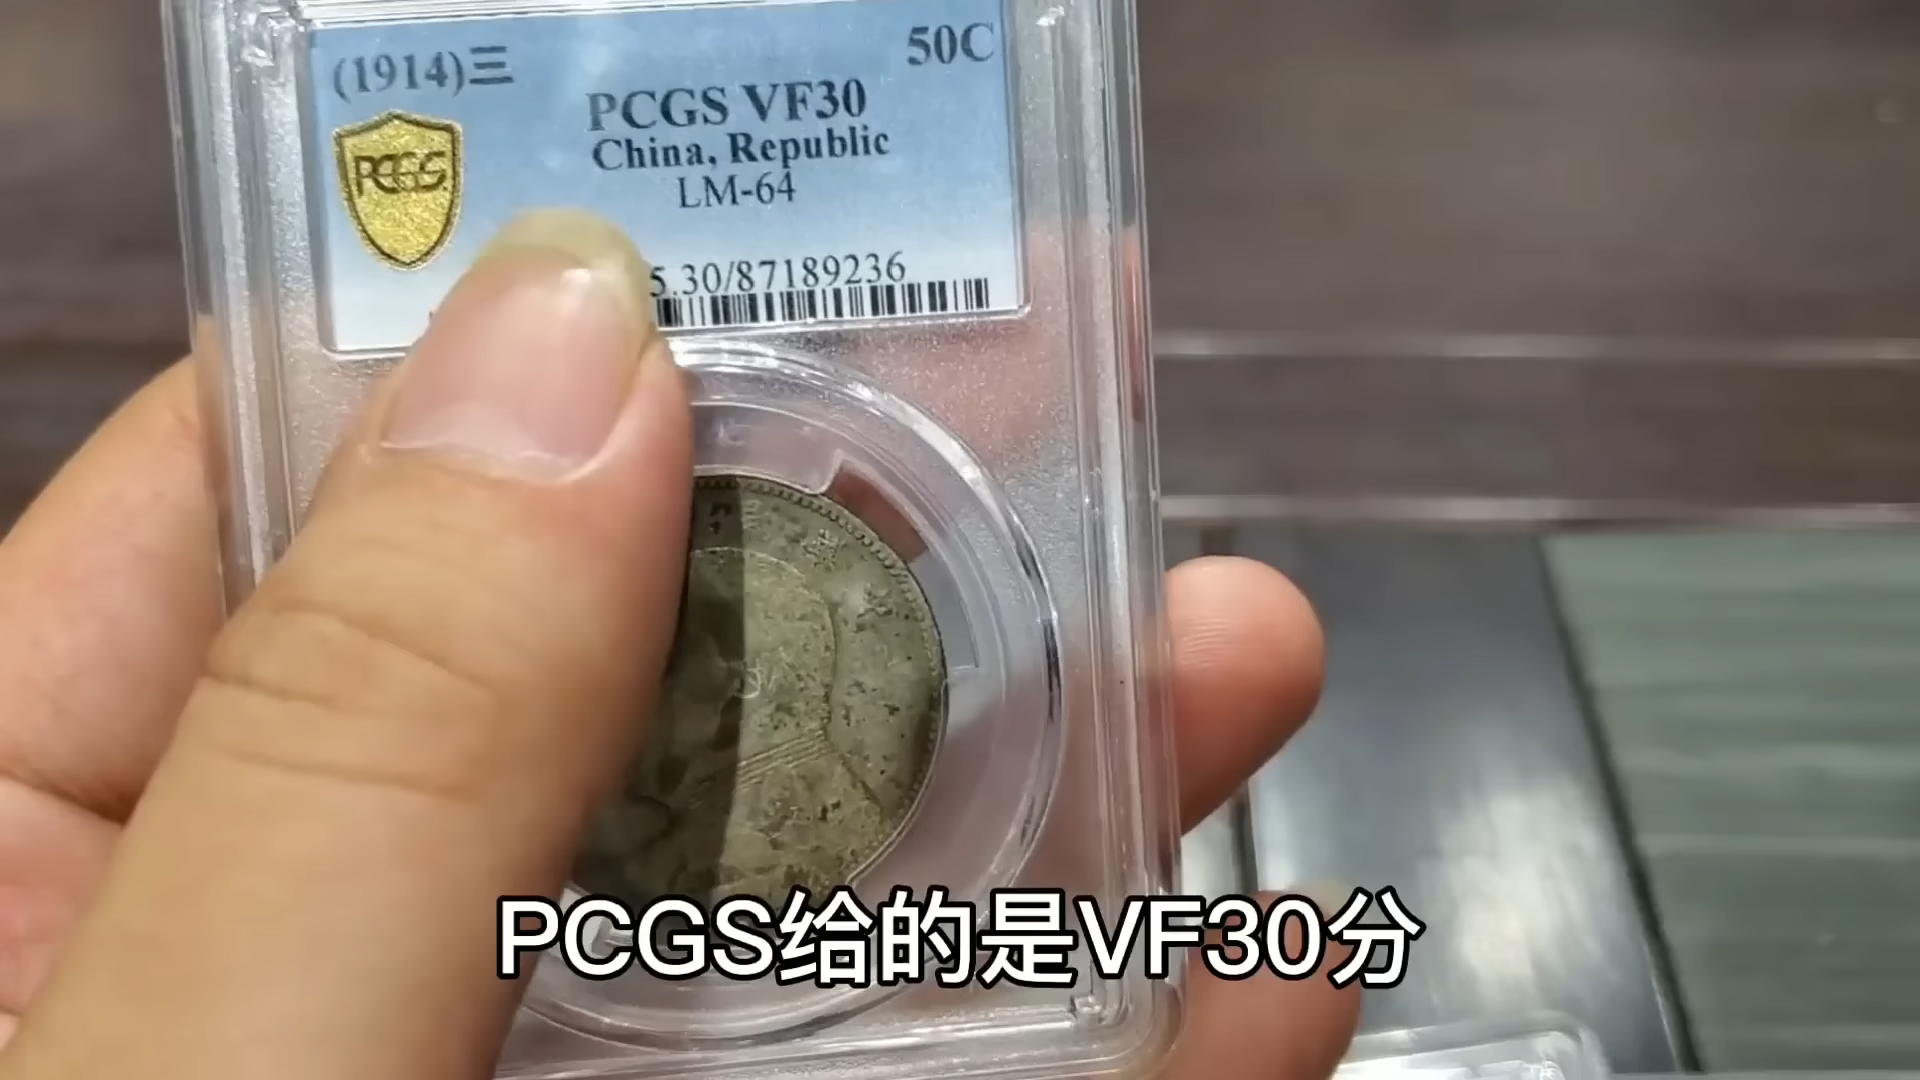 (1914)三
50C
PCGS VF30
China, Republic
LM-64
PCGS
5.30/87189236
PCGS给的是VF30分